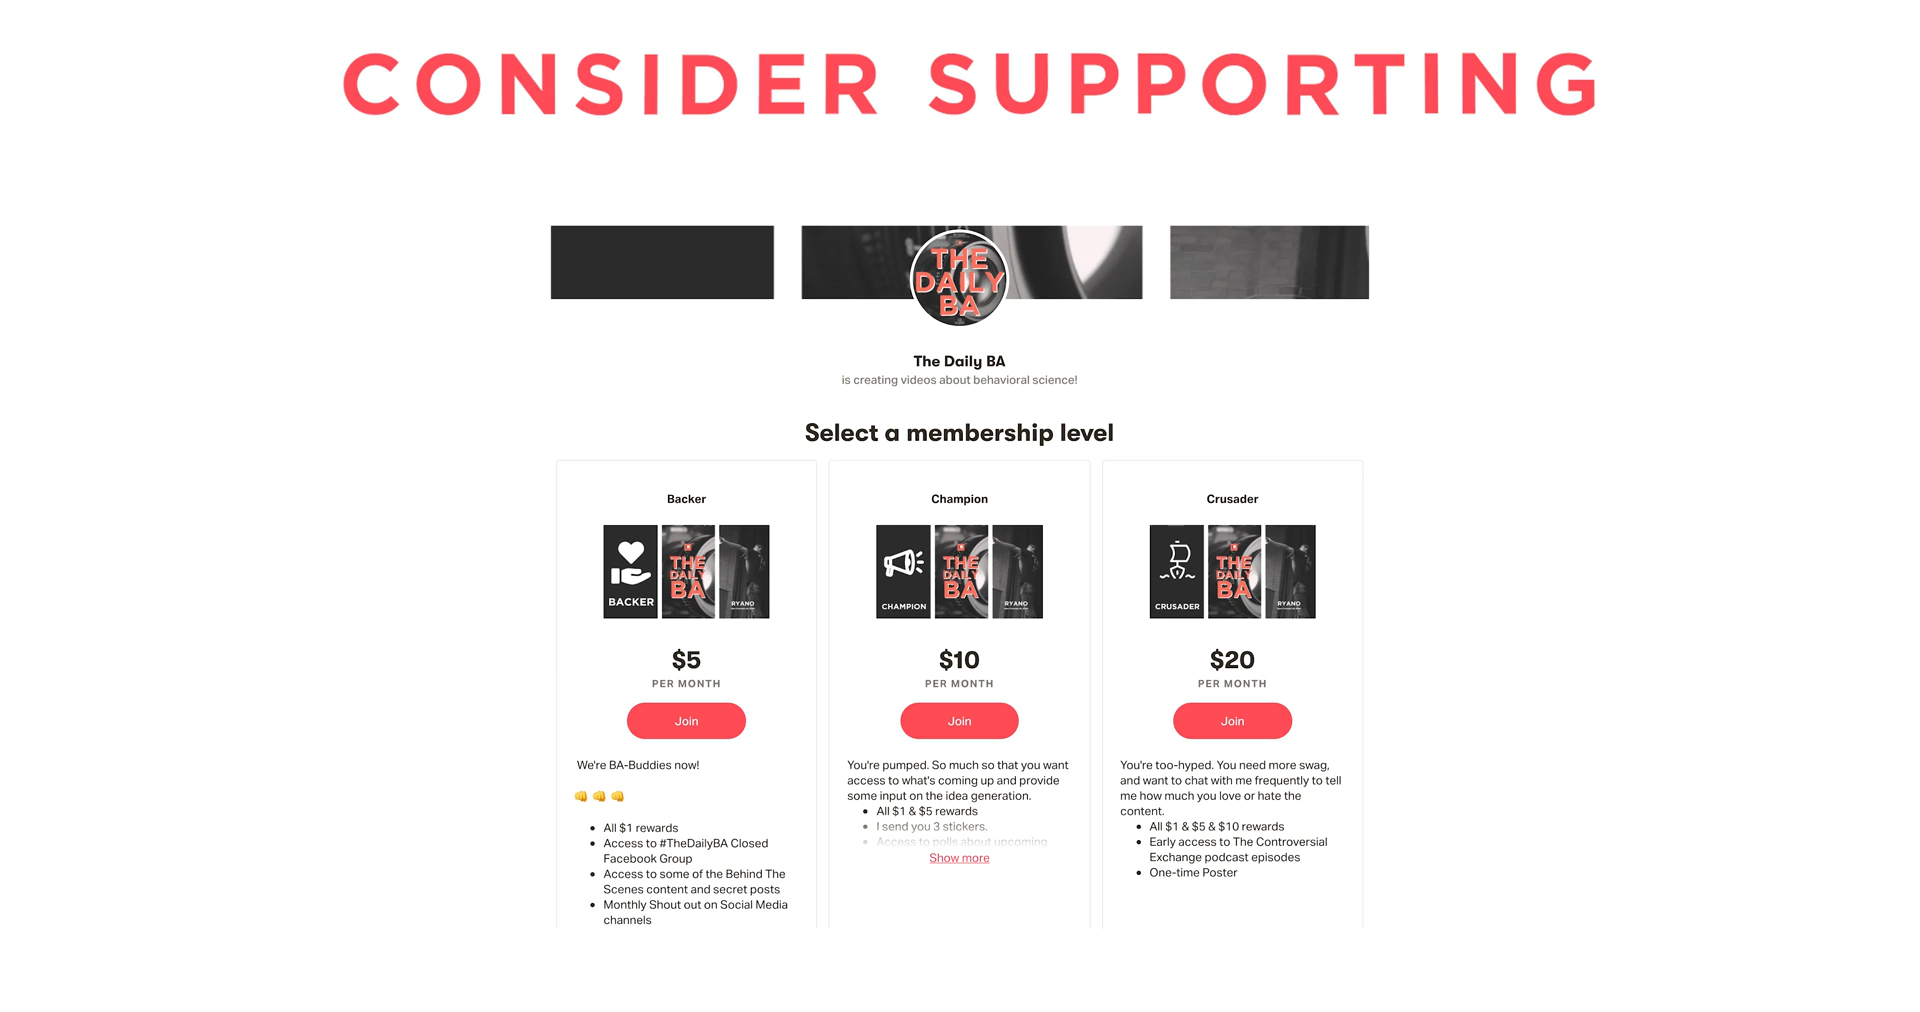 CONSIDER SUPPORTING
THE
DAILY
BA
The Daily BA
is creating videos about behavioral science!
Select a membership level
Backer
BACKER
THE
DAILY
BA
RYANO
$5
PER MONTH
Join
We're BA-Buddies now!
👊 👊 👊
• All $1 rewards
• Access to #TheDailyBA Closed
Facebook Group
• Access to some of the Behind The
Scenes content and secret posts
• Monthly Shout out on Social Media
channels
Champion
CHAMPION
THE
DAILY
BA
RYANO
$10
PER MONTH
Join
You're pumped. So much so that you want
access to what's coming up and provide
some input on the idea generation.
• All $1 & $5 rewards
• I send you 3 stickers.
• Access to polls about upcoming
Show more
Crusader
CRUSADER
THE
DAILY
BA
RYANO
$20
PER MONTH
Join
You're too-hyped. You need more swag,
and want to chat with me frequently to tell
me how much you love or hate the
content.
• All $1 & $5 & $10 rewards
• Early access to The Controversial
Exchange podcast episodes
• One-time Poster